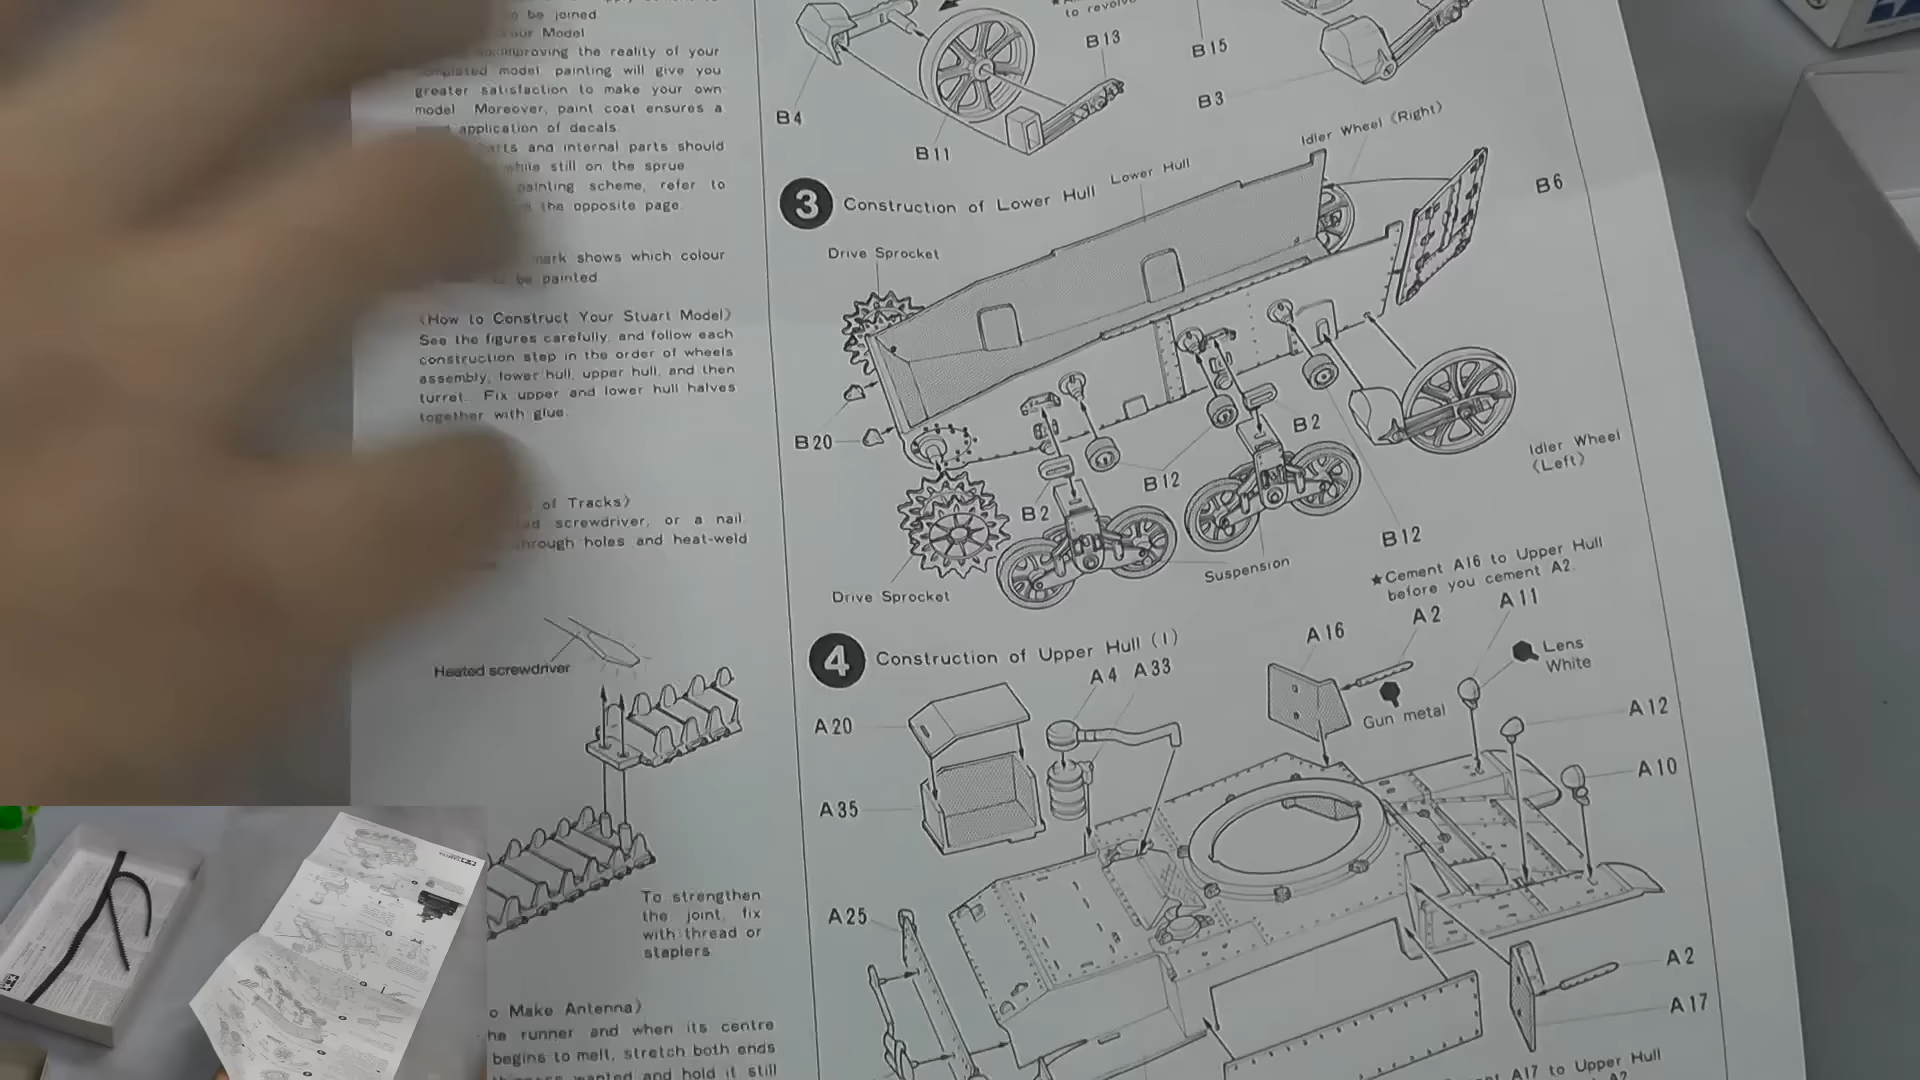 be joined
our Model
improving the reality of your
completed model, painting will give you
greater satisfaction to make your own
model. Moreover, paint coat ensures a
application of decals.
parts and internal parts should
while still on the sprue
painting scheme, refer to
the opposite page.
mark shows which colour
be painted
〈How to Construct Your Stuart Model〉
See the figures carefully, and follow each
construction step in the order of wheels
assembly, lower hull, upper hull, and then
turret. Fix upper and lower hull halves
together with glue.
of Tracks〉
screwdriver, or a nail
through holes and heat-weld
Heated screwdriver
To strengthen
the joint, fix
with thread or
staplers
o Make Antenna〉
he runner and when its centre
begins to melt, stretch both ends
wanted and hold it still
to revolve
B4
B11
B13
B15
B3
3 Construction of Lower Hull
Lower Hull
Idler Wheel (Right)
B6
Drive Sprocket
B20
B2
B12
B2
Idler Wheel
(Left)
B12
Suspension
Drive Sprocket
★Cement A16 to Upper Hull
before you cement A2.
4 Construction of Upper Hull (1)
A4 A33
A16
A2
A11
Lens
White
Gun metal
A20
A12
A35
A10
A25
A2
A17
A17 to Upper Hull
A2